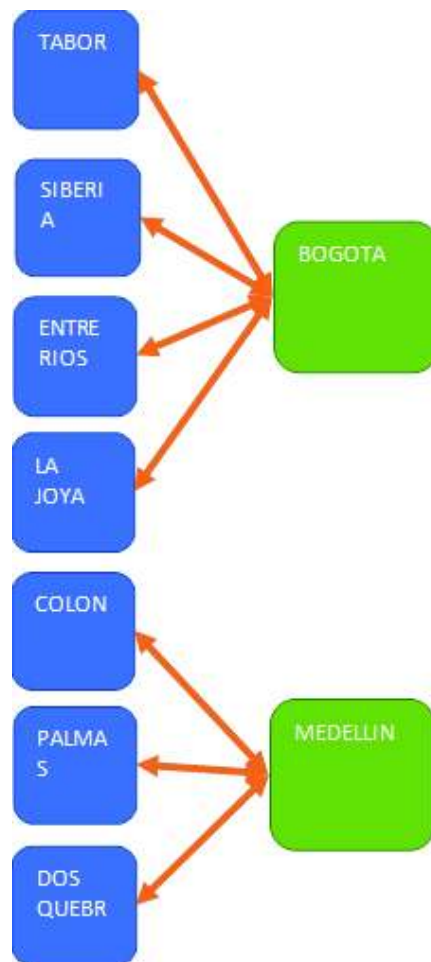 TABOR
SIBERI
A
BOGOTA
ENTRE
RIOS
LA
JOYA
COLON
PALMA
S
MEDELLIN
DOS
QUEBR